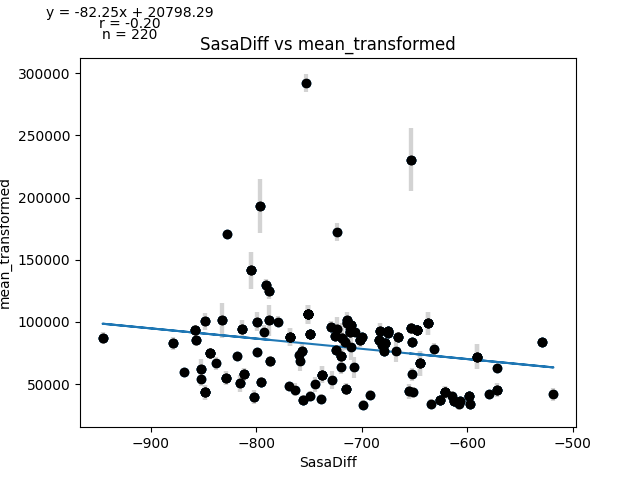 y = -82.25x + 20798.29
r = -0.20
n = 220
SasaDiff vs mean_transformed
300000
250000
200000
150000
100000
50000
mean_transformed
−900
−800
−700
−600
−500
SasaDiff